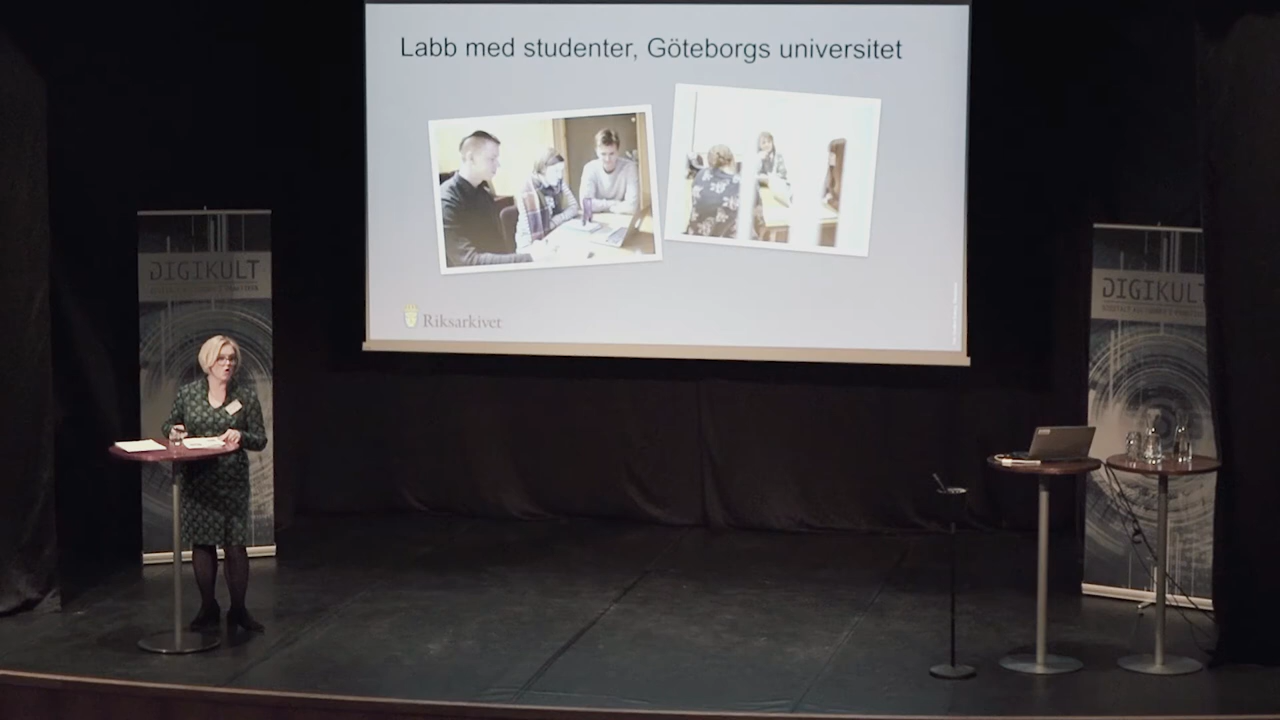 Labb med studenter, Göteborgs universitet
Riksarkivet
DIGIKULT
DIGIKULT